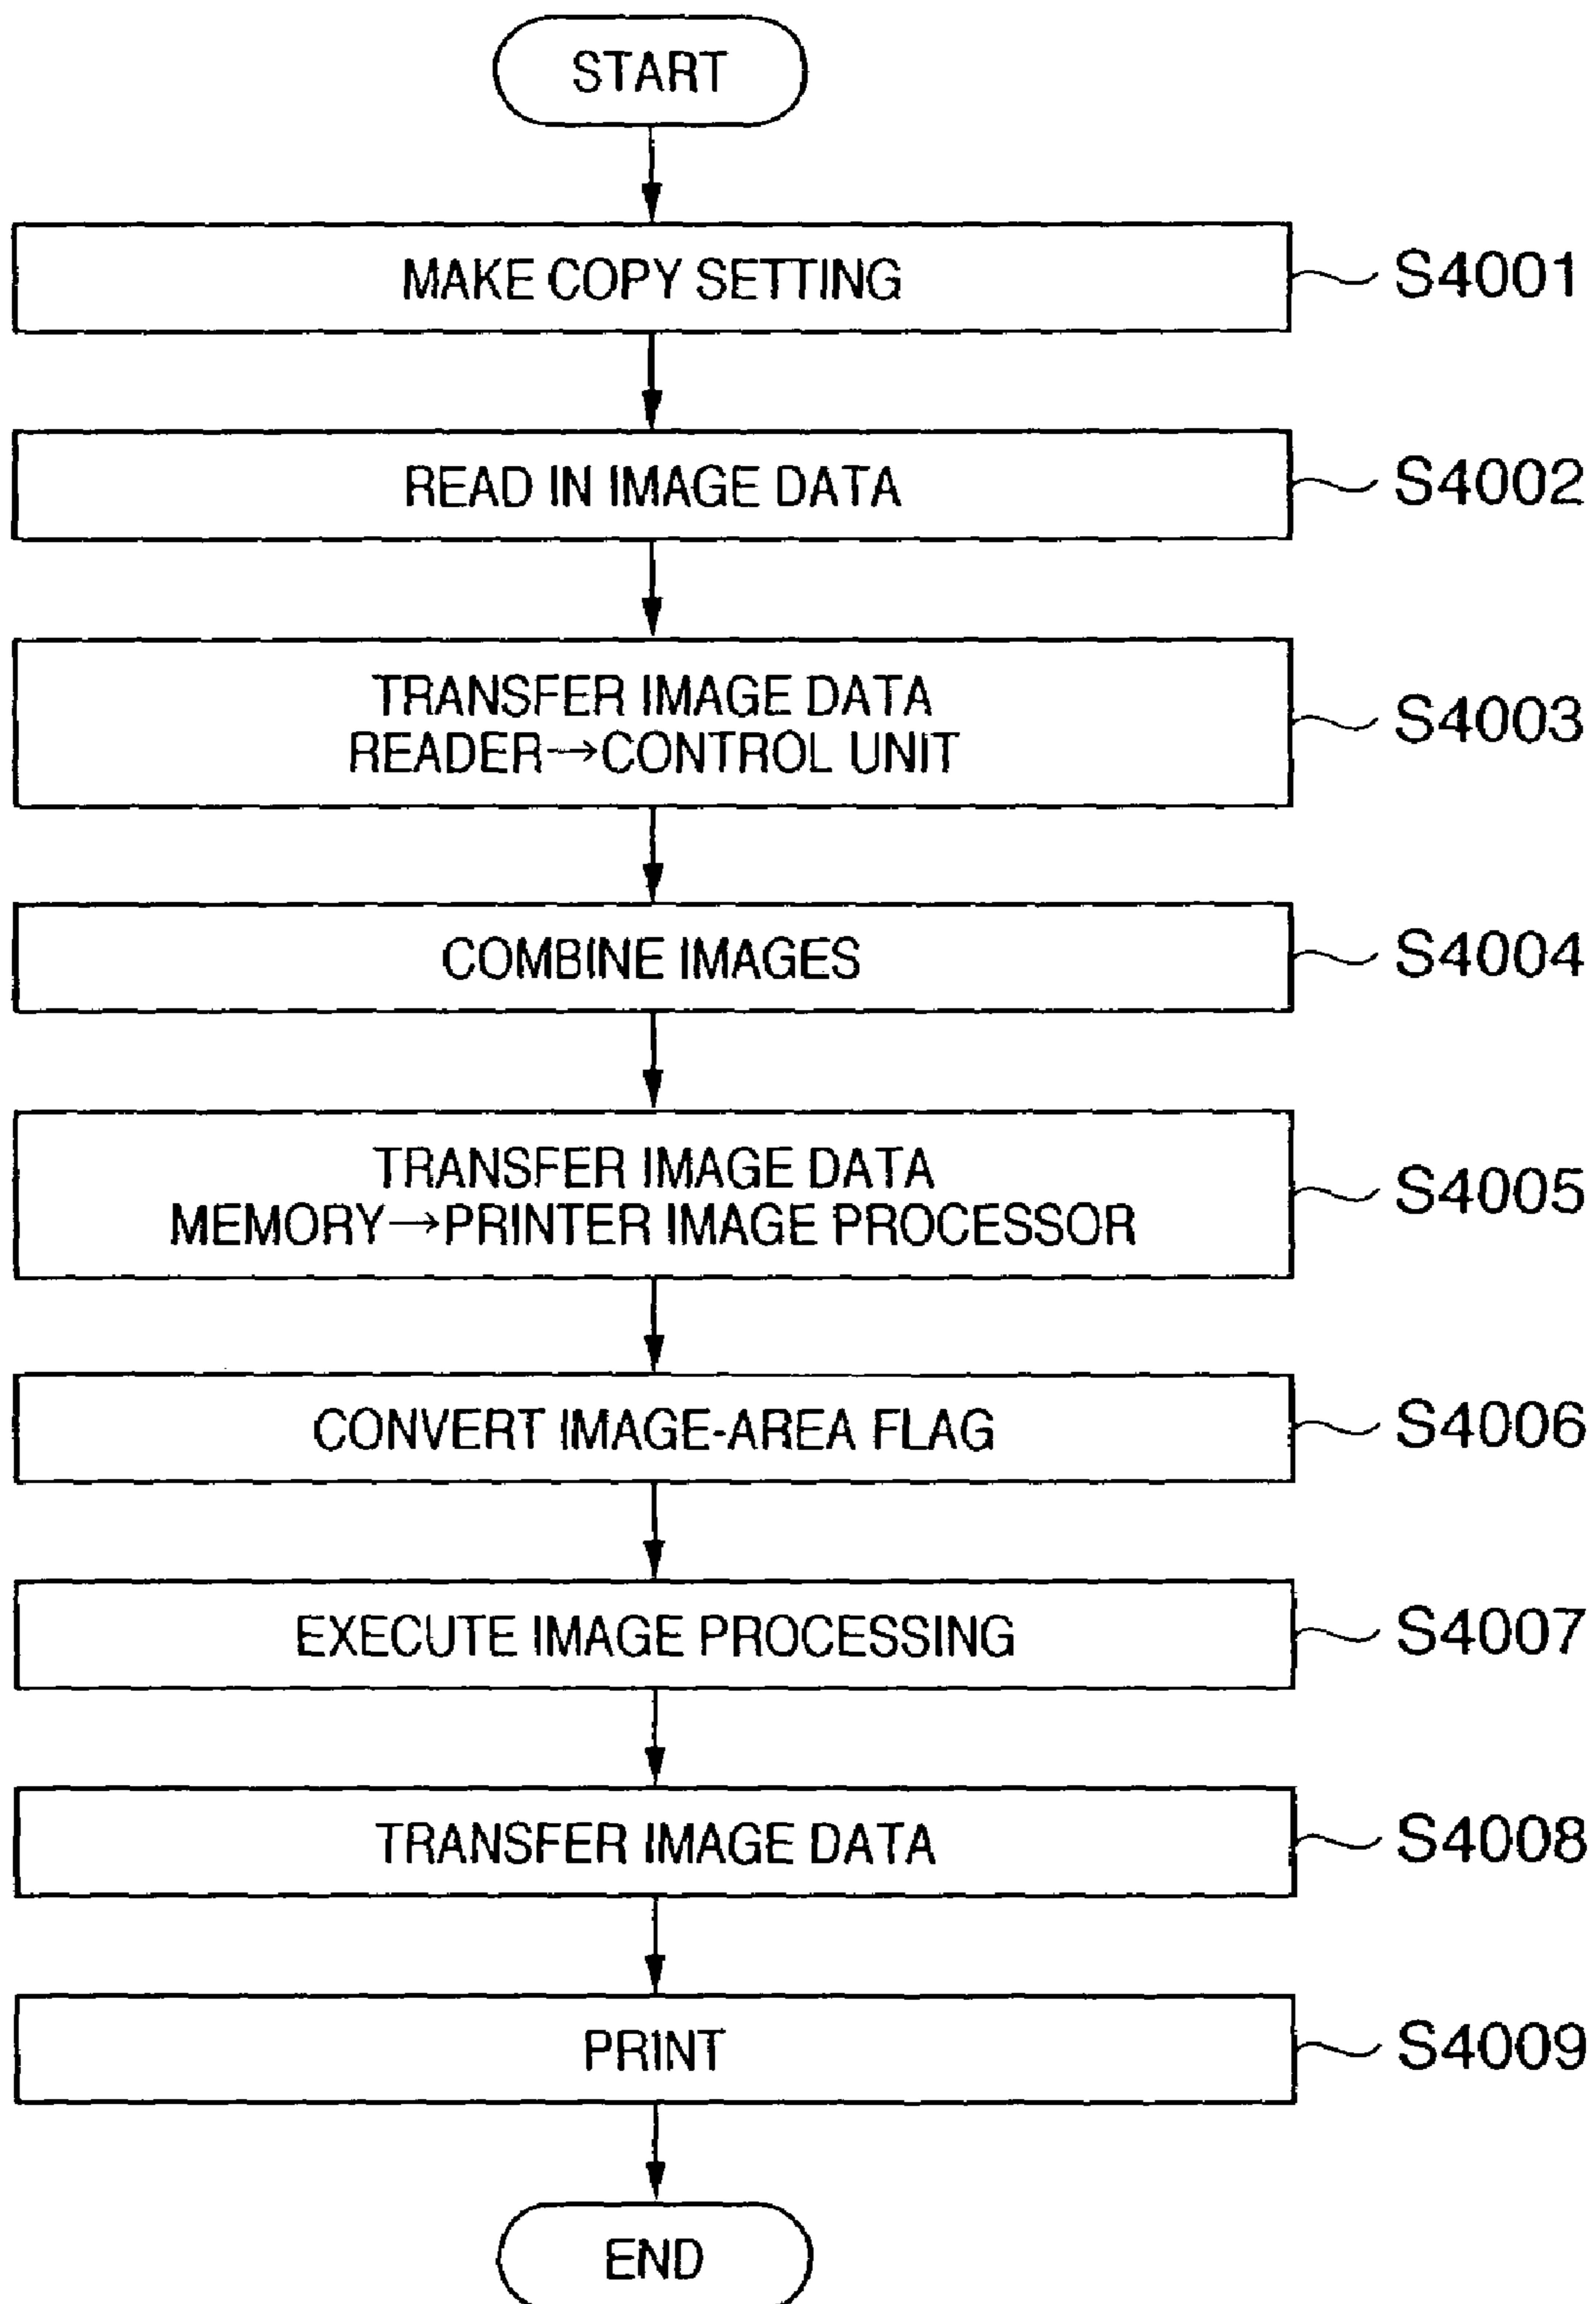 START
MAKE COPY SETTING
S4001
READ IN IMAGE DATA
S4002
TRANSFER IMAGE DATA
READER→CONTROL UNIT
S4003
COMBINE IMAGES
S4004
TRANSFER IMAGE DATA
MEMORY→PRINTER IMAGE PROCESSOR
S4005
CONVERT IMAGE-AREA FLAG
S4006
EXECUTE IMAGE PROCESSING
S4007
TRANSFER IMAGE DATA
S4008
PRINT
S4009
END